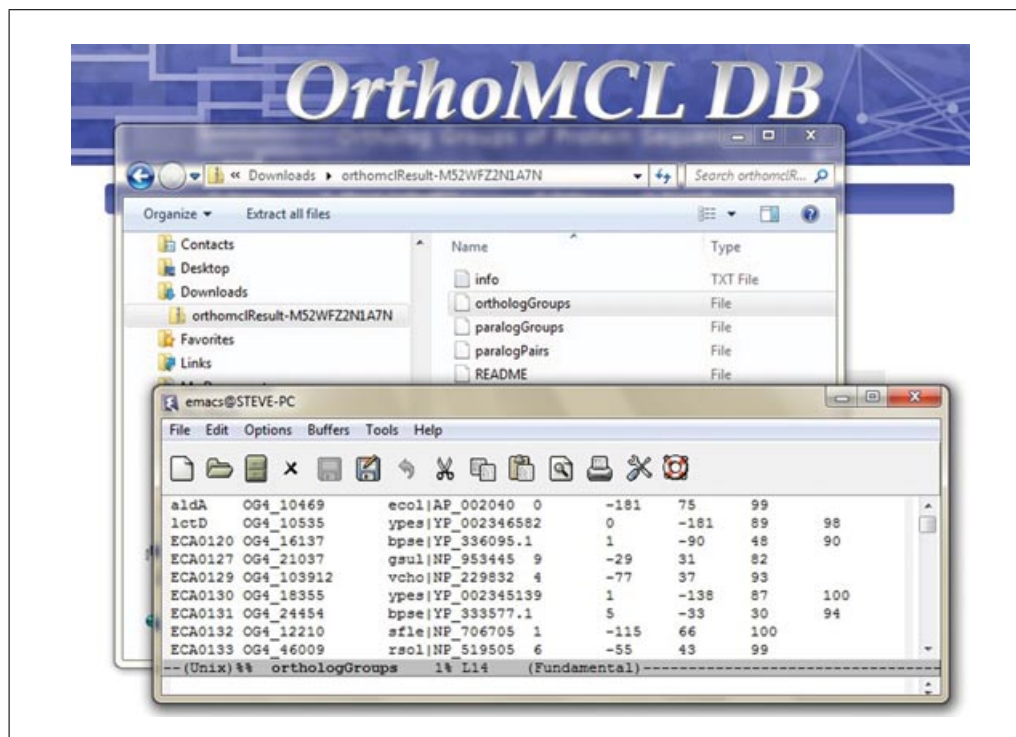 OrthoMCL DB
« Downloads ▸ orthomclResult-M52WFZ2N1A7N
Search orthomclR...
Organize
Extract all files
Contacts
Desktop
Downloads
orthomclResult-M52WFZ2N1A7N
Favorites
Links
Name Type
info TXT File
orthologGroups File
paralogGroups File
paralogPairs File
README File
emacs@STEVE-PC
File Edit Options Buffers Tools Help
aldA OG4_10469 ecol|AP_002040 0 -181 75 99
lctD OG4_10535 ypes|YP_002346582 0 -181 89 98
ECA0120 OG4_16137 bpse|YP_336095.1 1 -90 48 90
ECA0127 OG4_21037 gsul|NP_953445 9 -29 31 82
ECA0129 OG4_103912 vcho|NP_229832 4 -77 37 93
ECA0130 OG4_18355 ypes|YP_002345139 1 -138 87 100
ECA0131 OG4_24454 bpse|YP_333577.1 5 -33 30 94
ECA0132 OG4_12210 sfle|NP_706705 1 -115 66 100
ECA0133 OG4_46009 rsol|NP_519505 6 -55 43 99
--(Unix)%% orthologGroups 1% L14 (Fundamental)--